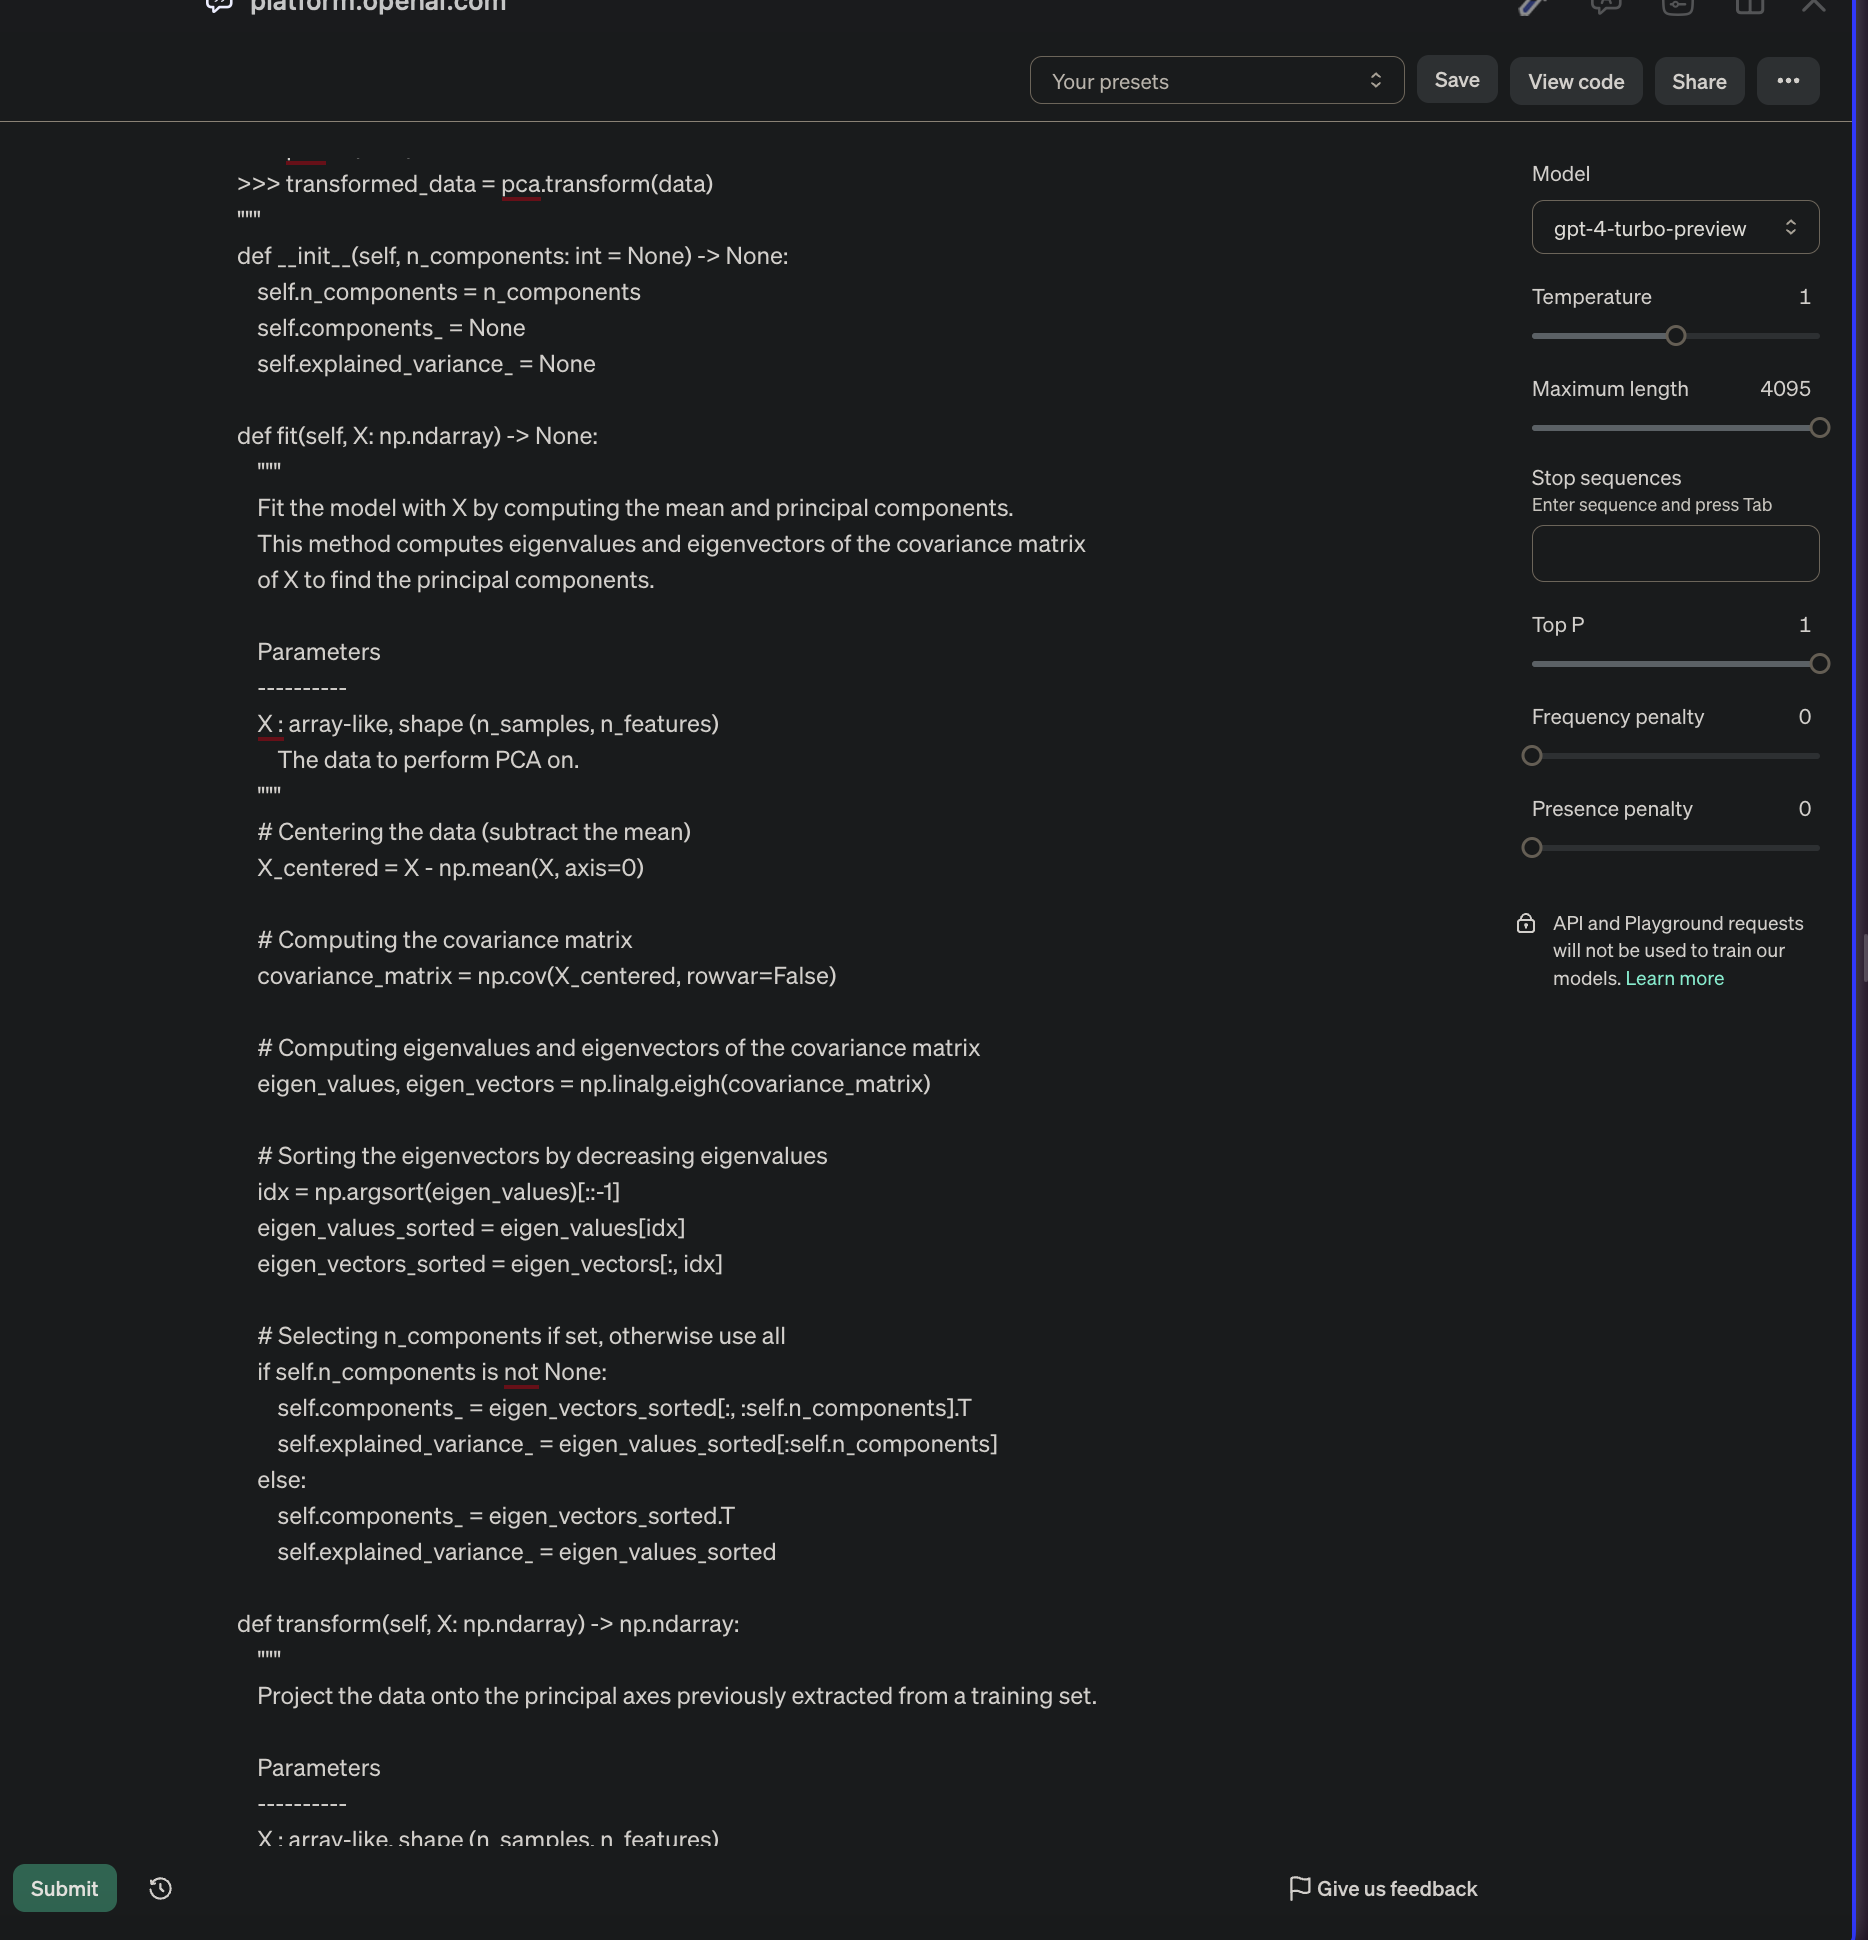 platform.openai.com
Your presets
Save
View code
Share
>>> transformed_data = pca.transform(data)
"""
def __init__(self, n_components: int = None) -> None:
self.n_components = n_components
self.components_ = None
self.explained_variance_ = None
def fit(self, X: np.ndarray) -> None:
"""
Fit the model with X by computing the mean and principal components.
This method computes eigenvalues and eigenvectors of the covariance matrix
of X to find the principal components.
Parameters
----------
X : array-like, shape (n_samples, n_features)
The data to perform PCA on.
"""
# Centering the data (subtract the mean)
X_centered = X - np.mean(X, axis=0)
# Computing the covariance matrix
covariance_matrix = np.cov(X_centered, rowvar=False)
# Computing eigenvalues and eigenvectors of the covariance matrix
eigen_values, eigen_vectors = np.linalg.eigh(covariance_matrix)
# Sorting the eigenvectors by decreasing eigenvalues
idx = np.argsort(eigen_values)[::-1]
eigen_values_sorted = eigen_values[idx]
eigen_vectors_sorted = eigen_vectors[:, idx]
# Selecting n_components if set, otherwise use all
if self.n_components is not None:
self.components_ = eigen_vectors_sorted[:, :self.n_components].T
self.explained_variance_ = eigen_values_sorted[:self.n_components]
else:
self.components_ = eigen_vectors_sorted.T
self.explained_variance_ = eigen_values_sorted
def transform(self, X: np.ndarray) -> np.ndarray:
"""
Project the data onto the principal axes previously extracted from a training set.
Parameters
----------
X : array-like, shape (n_samples, n_features)
Model
gpt-4-turbo-preview
Temperature 1
Maximum length 4095
Stop sequences
Enter sequence and press Tab
Top P 1
Frequency penalty 0
Presence penalty 0
API and Playground requests
will not be used to train our
models. Learn more
Submit
Give us feedback